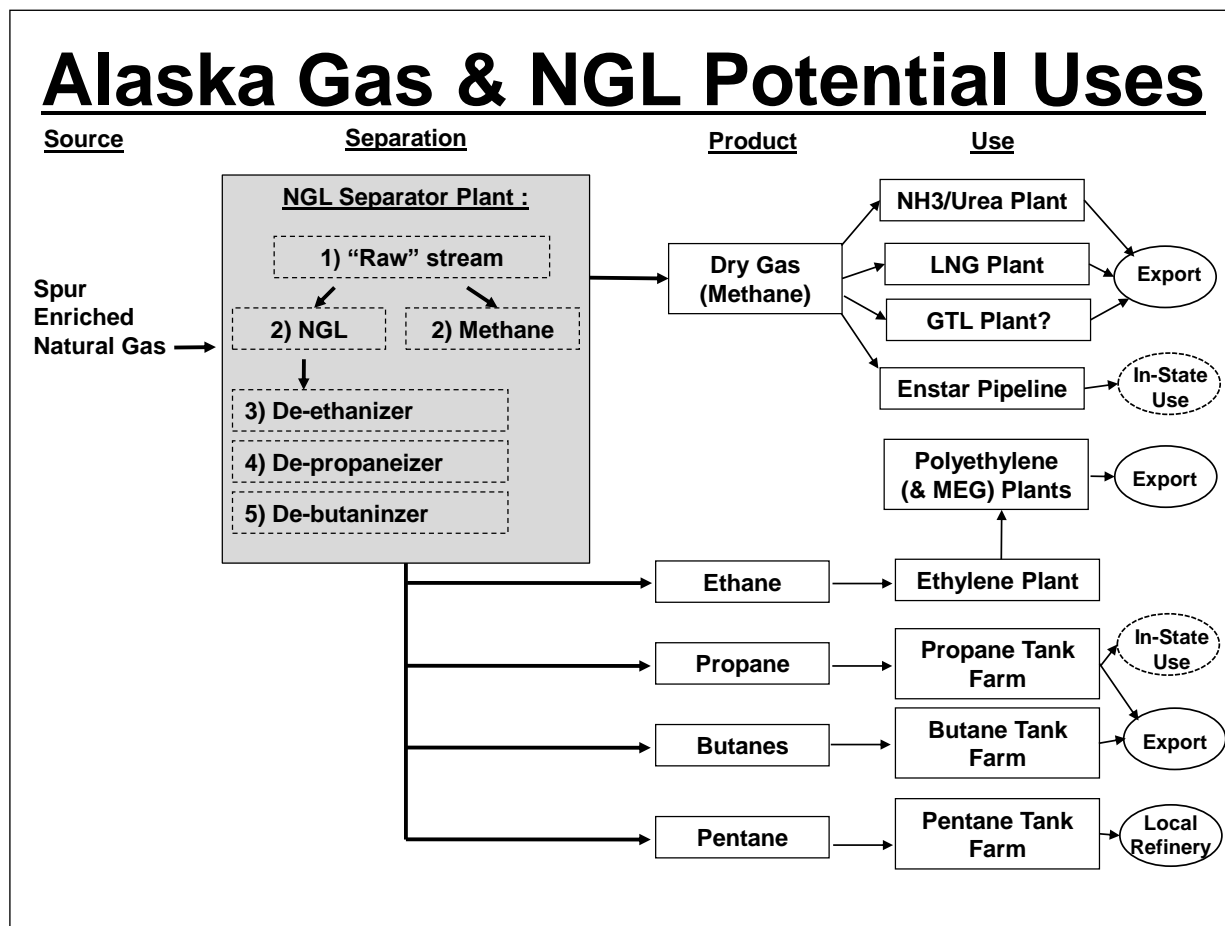 Alaska Gas & NGL Potential Uses
Source
Separation
Product
Use
Spur
Enriched
Natural Gas
NGL Separator Plant :
1) “Raw” stream
2) NGL
2) Methane
3) De-ethanizer
4) De-propaneizer
5) De-butaninzer
Dry Gas
(Methane)
NH3/Urea Plant
LNG Plant
GTL Plant?
Export
Enstar Pipeline
In-State
Use
Polyethylene
(& MEG) Plants
Export
Ethane
Ethylene Plant
Propane
Propane Tank
Farm
In-State
Use
Butanes
Butane Tank
Farm
Export
Pentane
Pentane Tank
Farm
Local
Refinery